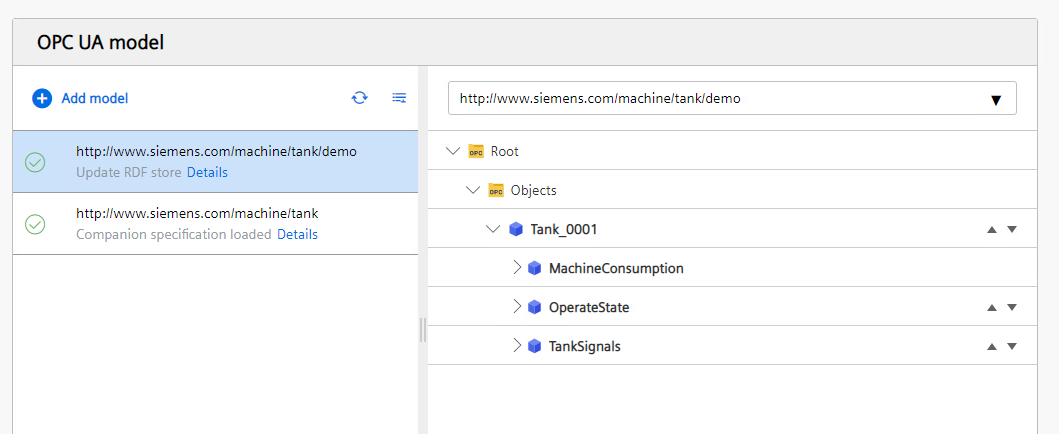 OPC UA model
Add model
http://www.siemens.com/machine/tank/demo
Update RDF store Details
http://www.siemens.com/machine/tank
Companion specification loaded Details
http://www.siemens.com/machine/tank/demo
OPC Root
OPC Objects
Tank_0001
MachineConsumption
OperateState
TankSignals